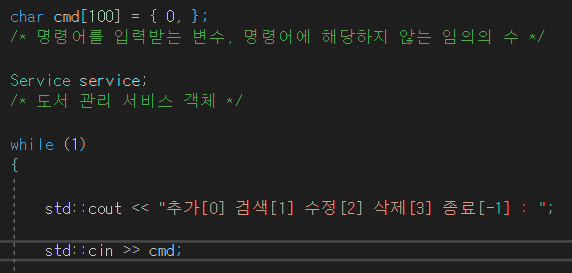 char cmd[100] = { 0, };
/* 명령어를 입력받는 변수, 명령어에 해당하지 않는 임의의 수 */
Service service;
/* 도서 관리 서비스 객체 */
while (1)
{
std::cout << "추가[0] 검색[1] 수정[2] 삭제[3] 종료[-1] : ";
std::cin >> cmd;